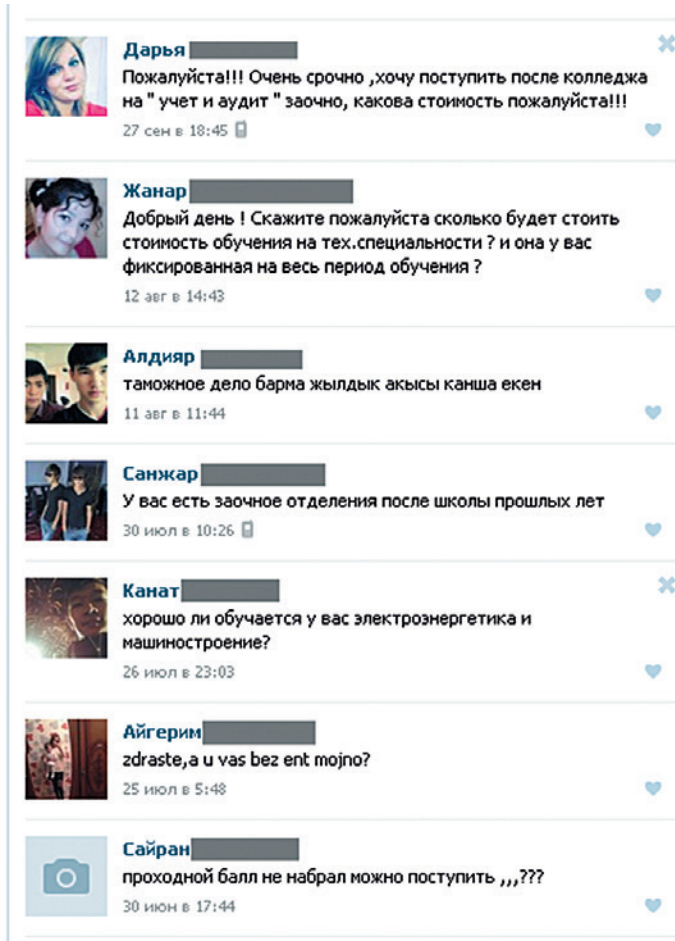 Дарья
Пожалуйста!!! Очень срочно ,хочу поступить после колледжа
на " учет и аудит " заочно, какова стоимость пожалуйста!!!
27 сен в 18:45
Жанар
Добрый день ! Скажите пожалуйста сколько будет стоить
стоимость обучения на тех.специальности ? и она у вас
фиксированная на весь период обучения ?
12 авг в 14:43
Алдияр
таможное дело барма жылдык акысы канша екен
11 авг в 11:44
Санжар
У вас есть заочное отделения после школы прошлых лет
30 июл в 10:26
Канат
хорошо ли обучается у вас электроэнергетика и
машиностроение?
26 июл в 23:03
Айгерим
zdraste,a u vas bez ent mojno?
25 июл в 5:48
Сайран
проходной балл не набрал можно поступить ,,,???
30 июн в 17:44